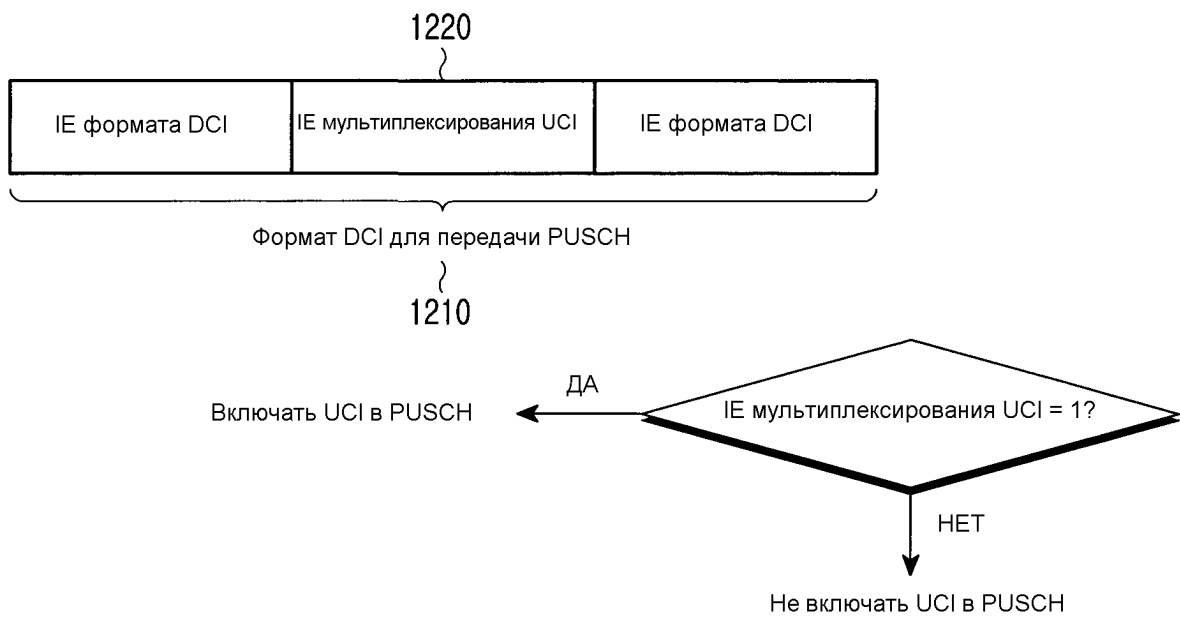 1220
IE формата DCI
IE мультиплексирования UCI
IE формата DCI
Формат DCI для передачи PUSCH
1210
ДА
Включать UCI в PUSCH
IE мультиплексирования UCI = 1?
НЕТ
Не включать UCI в PUSCH